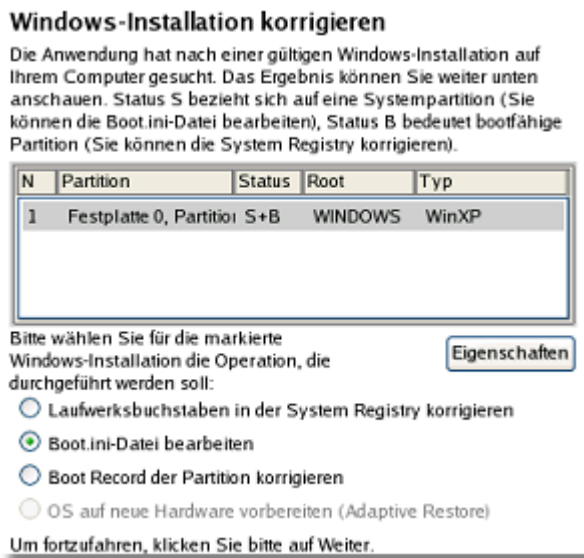 Windows-Installation korrigieren
Die Anwendung hat nach einer gültigen Windows-Installation auf
Ihrem Computer gesucht. Das Ergebnis können Sie weiter unten
anschauen. Status S bezieht sich auf eine Systempartition (Sie
können die Boot.ini-Datei bearbeiten), Status B bedeutet bootfähige
Partition (Sie können die System Registry korrigieren).
N Partition Status Root Typ
1 Festplatte 0, Partitio S+B WINDOWS WinXP
Bitte wählen Sie für die markierte
Windows-Installation die Operation, die
durchgeführt werden soll:
Eigenschaften
Laufwerksbuchstaben in der System Registry korrigieren
Boot.ini-Datei bearbeiten
Boot Record der Partition korrigieren
OS auf neue Hardware vorbereiten (Adaptive Restore)
Um fortzufahren, klicken Sie bitte auf Weiter.